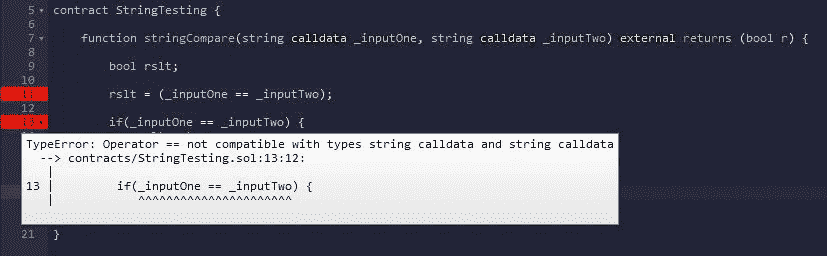 5 contract StringTesting {
6
7 function stringCompare(string calldata _inputOne, string calldata _inputTwo) external returns (bool r) {
8
9 bool rslt;
10
11 rslt = (_inputOne == _inputTwo);
12
13 if(_inputOne == _inputTwo) {
TypeError: Operator == not compatible with types string calldata and string calldata
--> contracts/StringTesting.sol:13:12:
|
13 | if(_inputOne == _inputTwo) {
| ^^^^^^^^^^^^^^^^^^^^^^
21 }